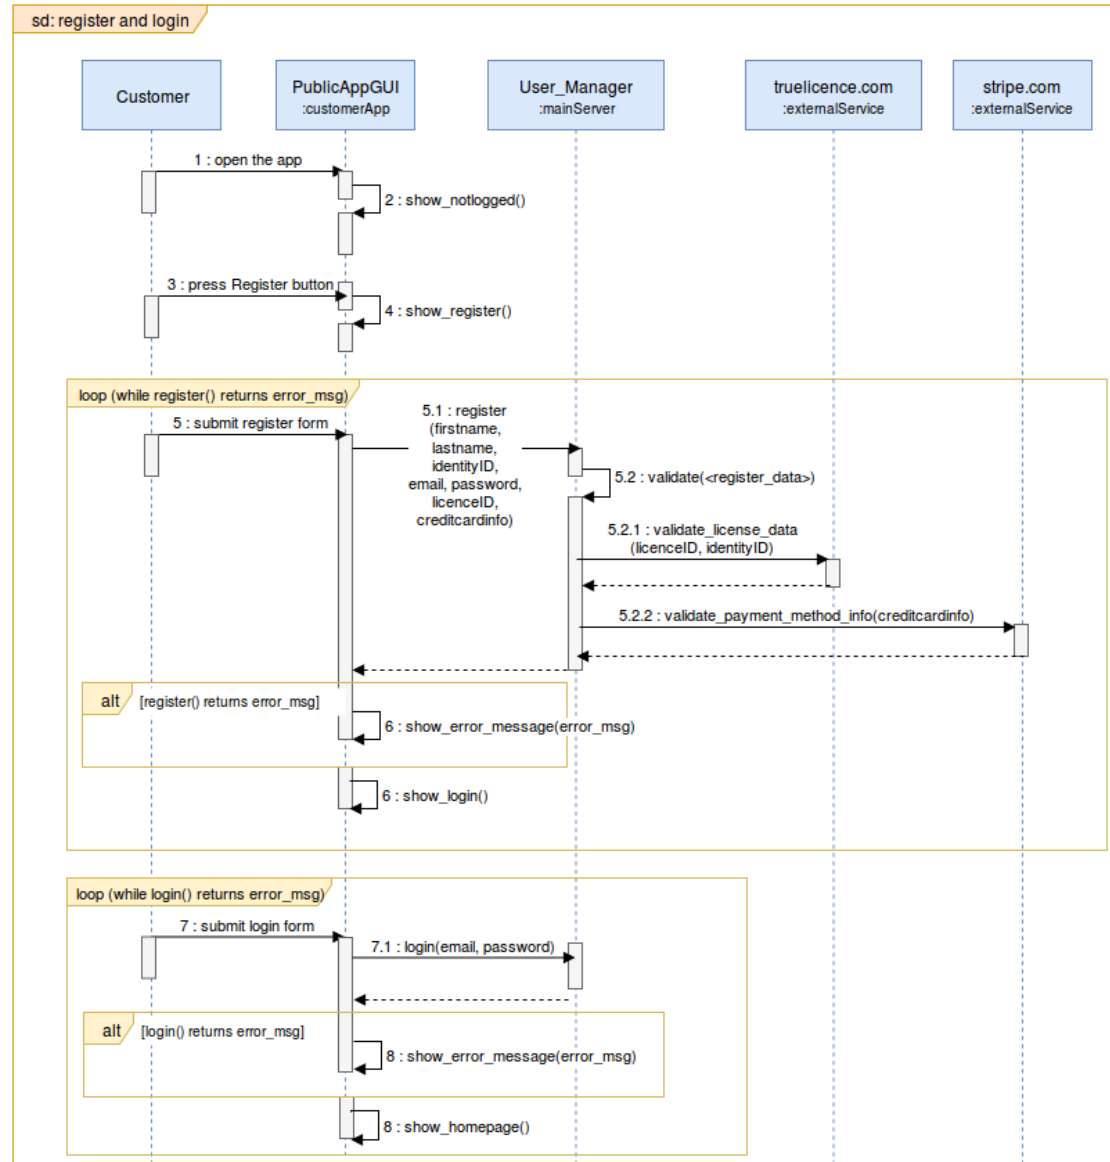 sd: register and login
Customer
PublicAppGUI
:customerApp
User_Manager
:mainServer
truelicence.com
:externalService
stripe.com
:externalService
1 : open the app
2 : show_notlogged()
3 : press Register button
4 : show_register()
loop (while register() returns error_msg)
5 : submit register form
5.1 : register
(firstname,
lastname,
identityID,
email, password,
licenceID,
creditcardinfo)
5.2 : validate(<register_data>)
5.2.1 : validate_license_data
(licenceID, identityID)
5.2.2 : validate_payment_method_info(creditcardinfo)
alt
[register() returns error_msg]
6 : show_error_message(error_msg)
6 : show_login()
loop (while login() returns error_msg)
7 : submit login form
7.1 : login(email, password)
alt
[login() returns error_msg]
8 : show_error_message(error_msg)
8 : show_homepage()